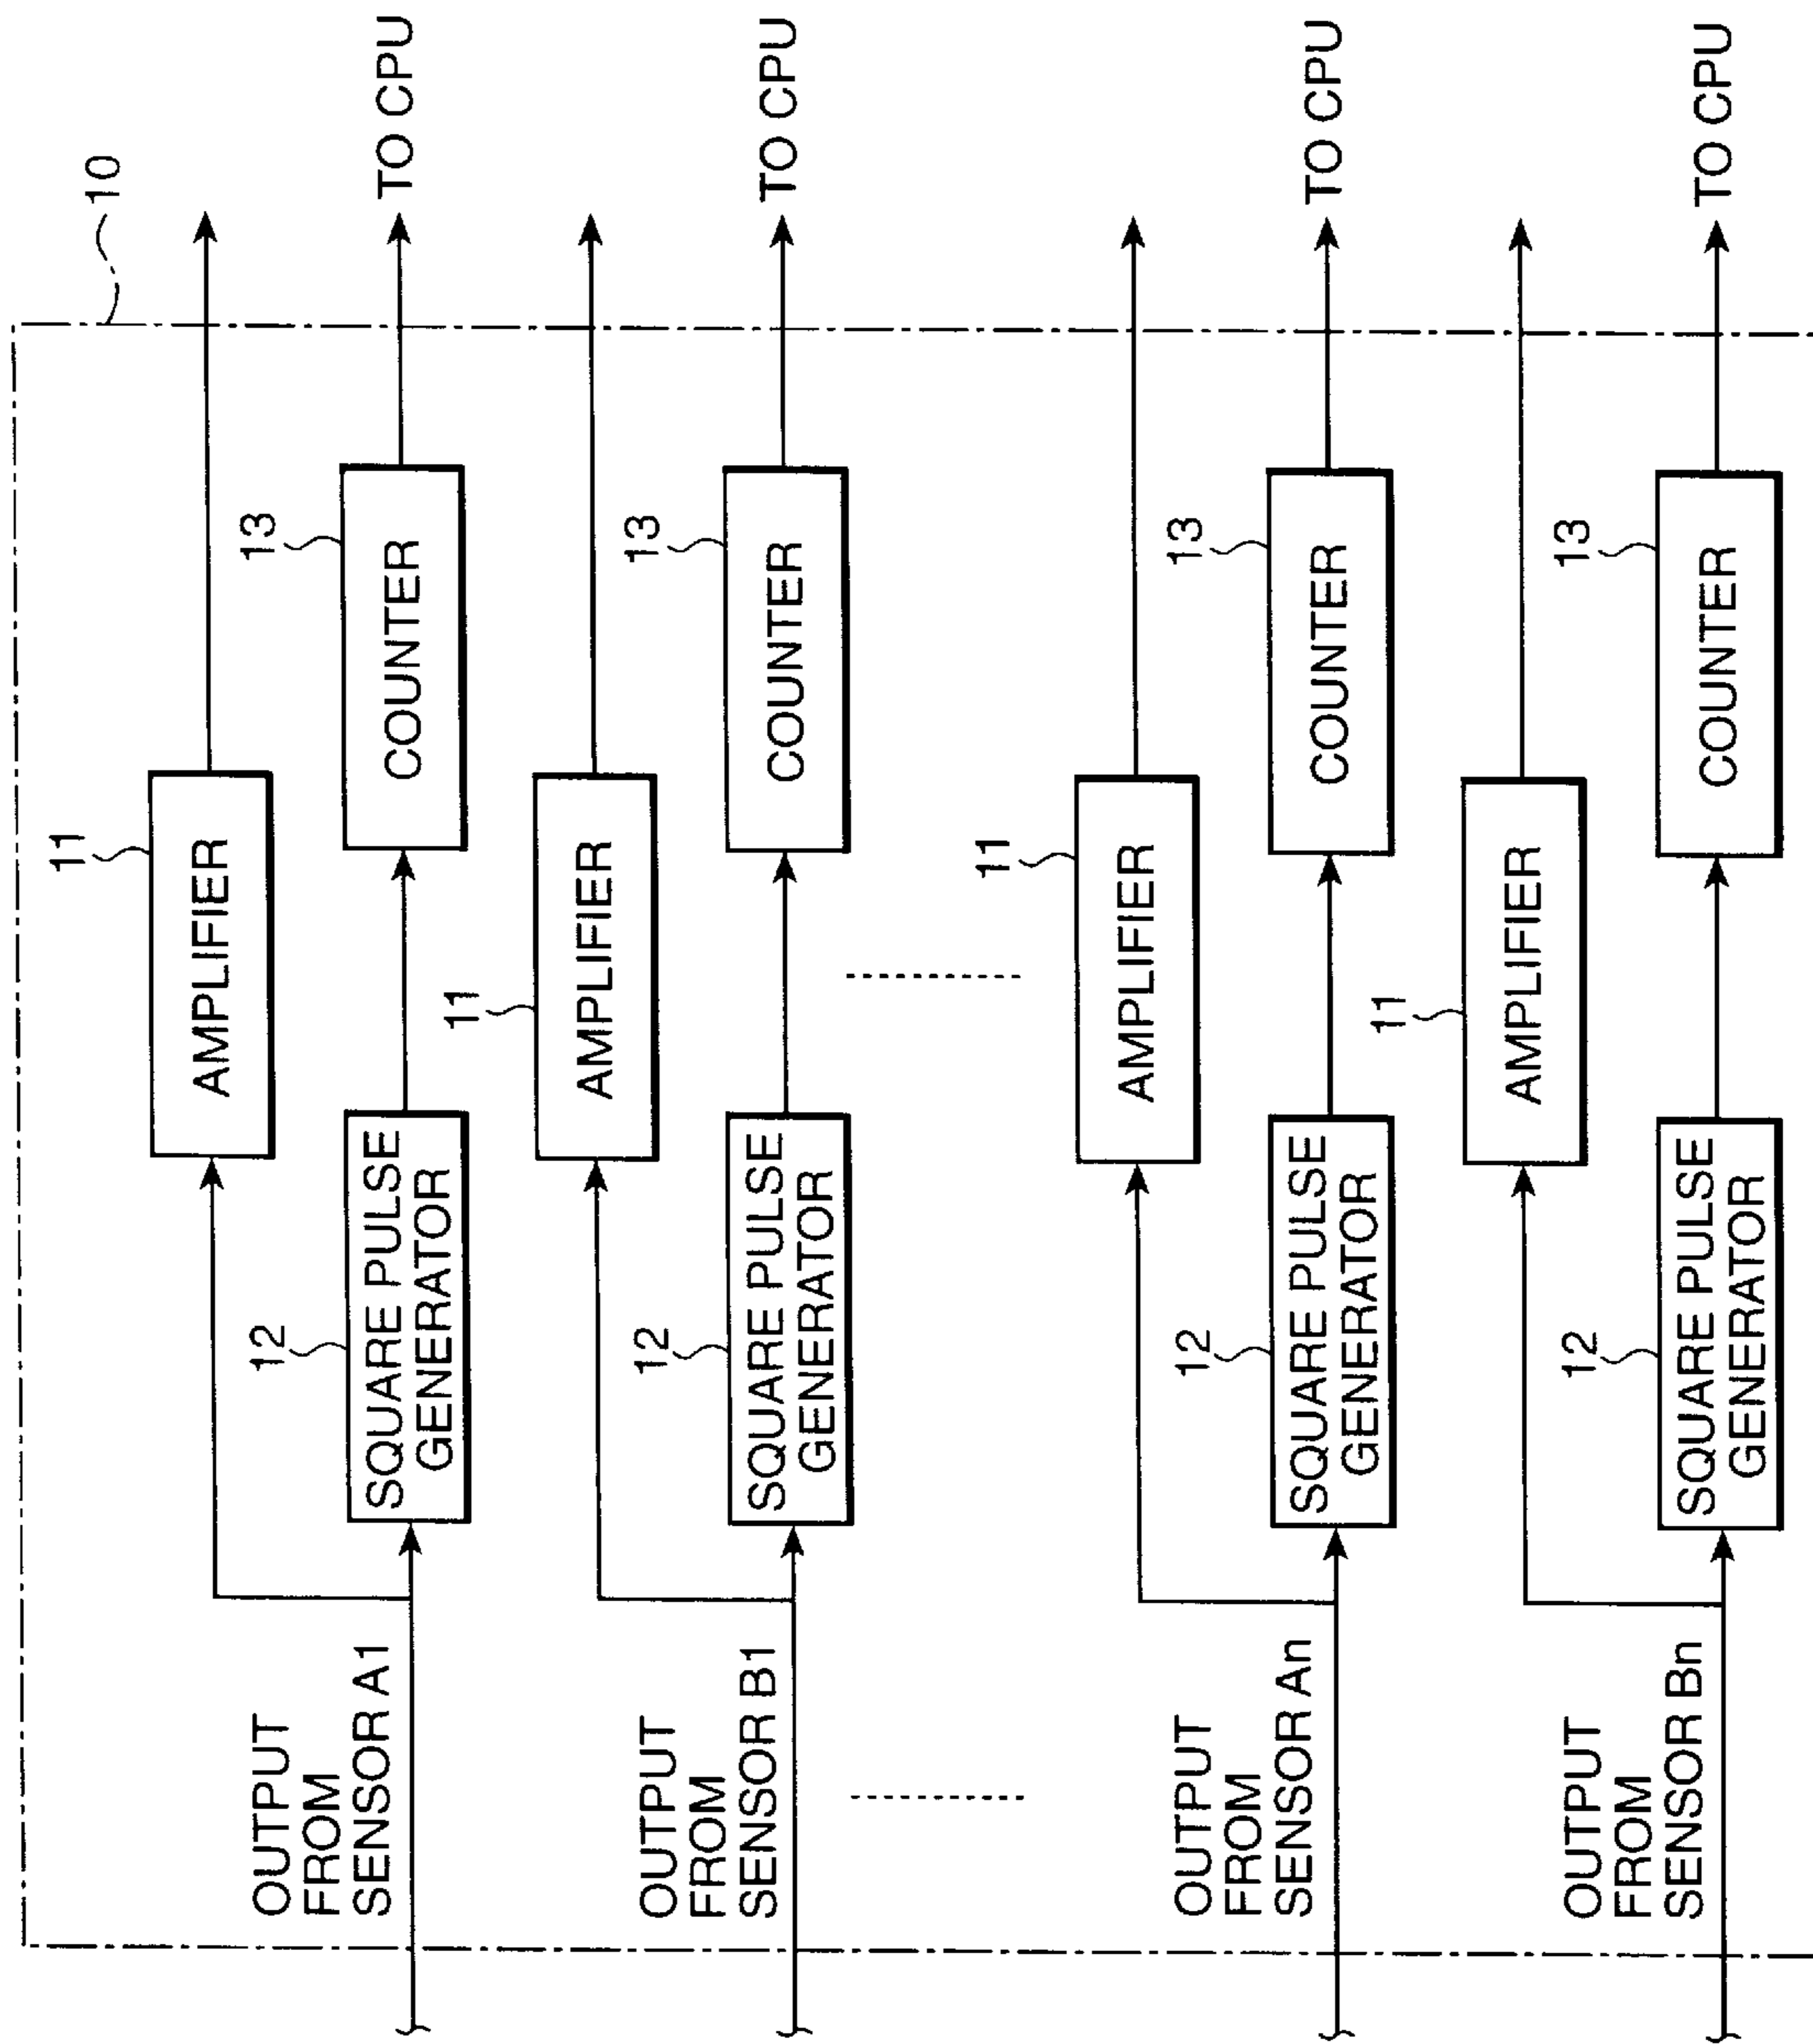 10
11
AMPLIFIER
OUTPUT
FROM
SENSOR A1
12
SQUARE PULSE
GENERATOR
13
COUNTER
TO CPU
11
AMPLIFIER
OUTPUT
FROM
SENSOR B1
12
SQUARE PULSE
GENERATOR
13
COUNTER
TO CPU
11
AMPLIFIER
OUTPUT
FROM
SENSOR An
12
SQUARE PULSE
GENERATOR
13
COUNTER
TO CPU
11
AMPLIFIER
OUTPUT
FROM
SENSOR Bn
12
SQUARE PULSE
GENERATOR
13
COUNTER
TO CPU